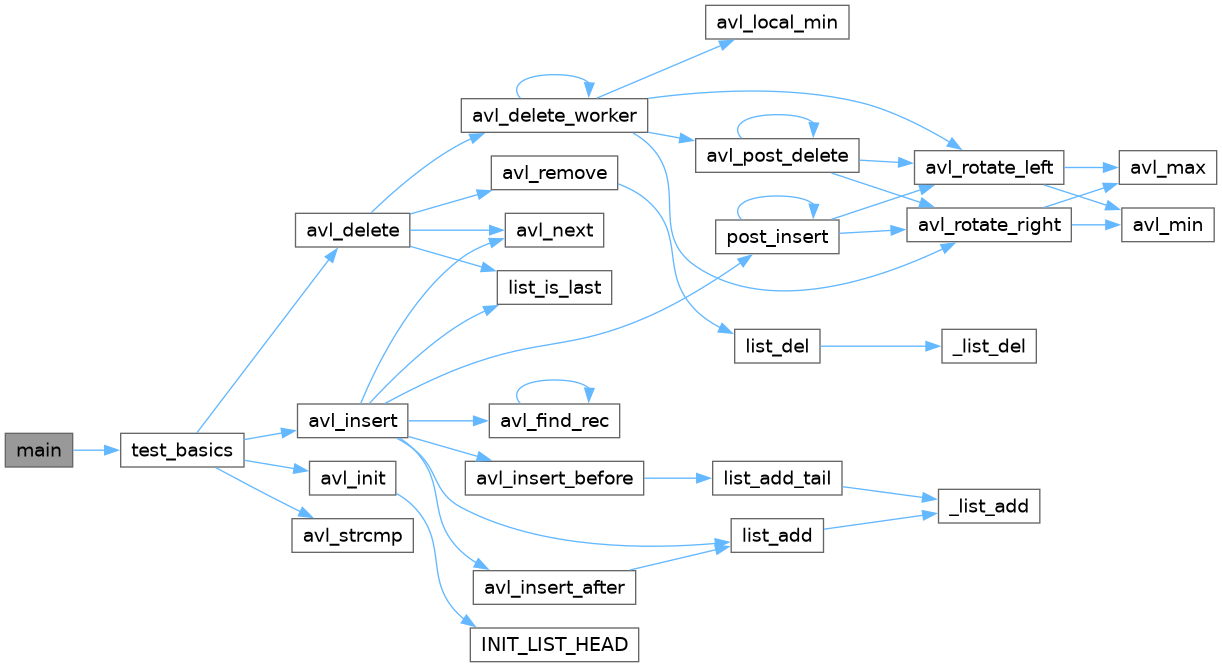 main
test_basics
avl_delete
avl_delete_worker
avl_local_min
avl_post_delete
avl_rotate_left
avl_max
avl_min
avl_rotate_right
avl_remove
list_del
_list_del
avl_next
list_is_last
avl_insert
post_insert
avl_find_rec
avl_insert_before
list_add_tail
_list_add
list_add
avl_insert_after
avl_init
INIT_LIST_HEAD
avl_strcmp